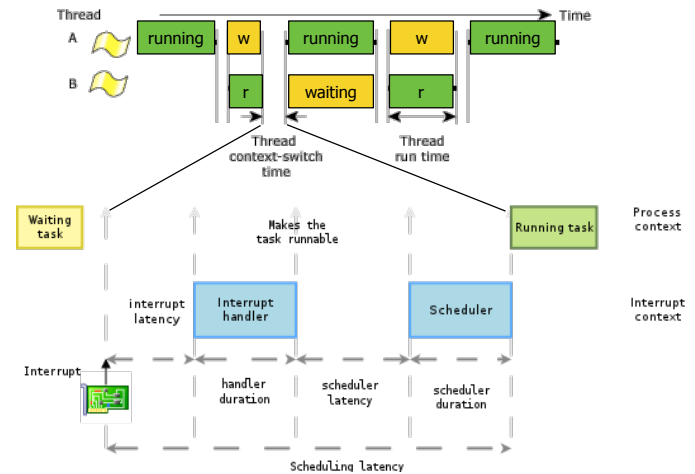 Thread
Time
A
running
w
running
w
running
B
r
waiting
r
Thread
context-switch
time
Thread
run time
Waiting
task
Makes the
task runnable
Running task
Process
context
interrupt
latency
Interrupt
handler
Scheduler
Interrupt
context
Interrupt
handler
duration
scheduler
latency
scheduler
duration
Scheduling latency